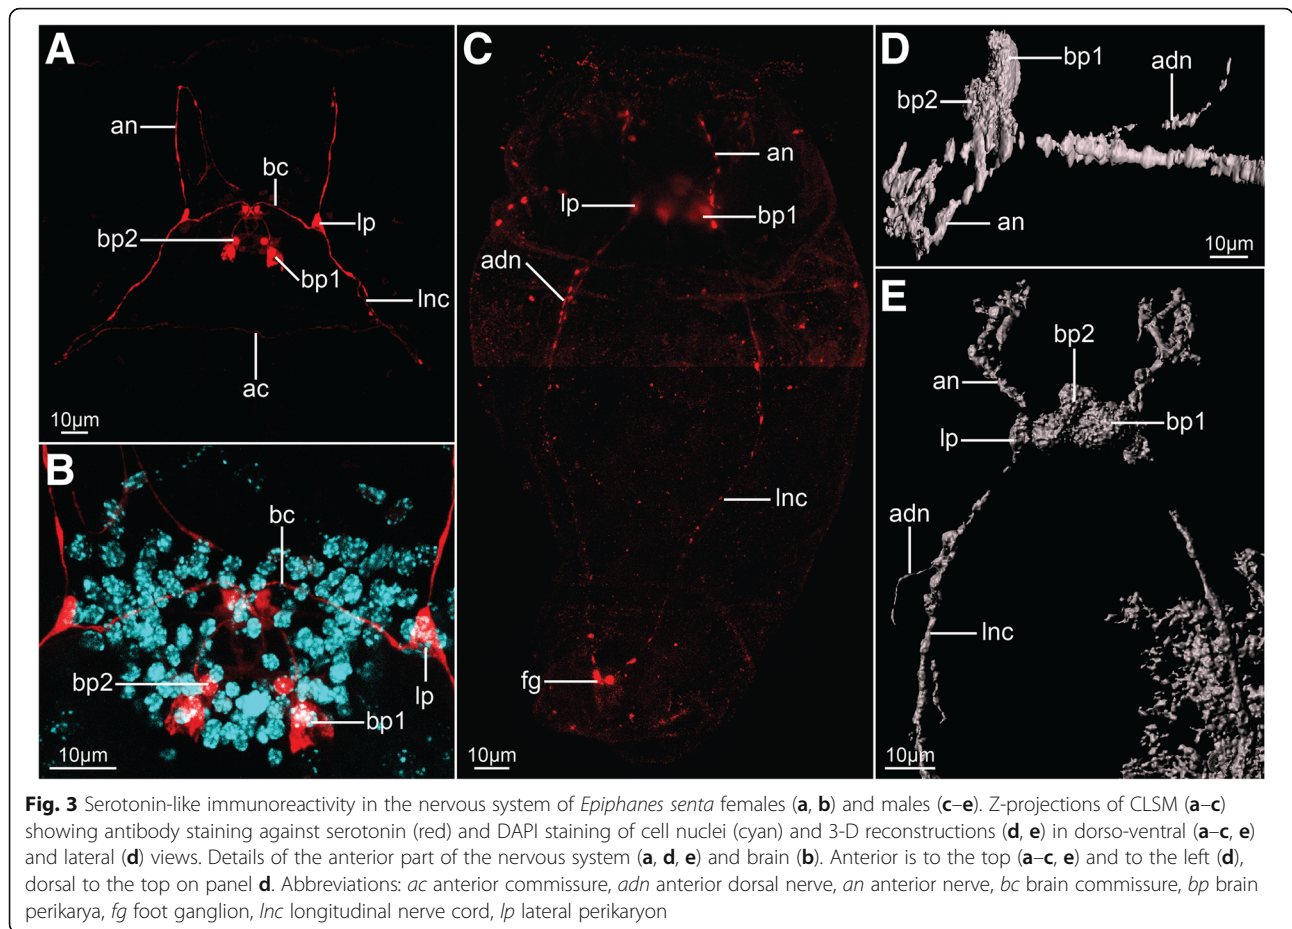 A
an
bc
lp
bp2
bp1
lnc
ac
10µm
B
bc
bp2
lp
bp1
10µm
C
an
lp
bp1
adn
lnc
fg
10µm
D
bp1
adn
bp2
an
10µm
E
bp2
an
bp1
lp
adn
lnc
10µm
Fig. 3 Serotonin-like immunoreactivity in the nervous system of Epiphanes senta females (a, b) and males (c–e). Z-projections of CLSM (a–c)
showing antibody staining against serotonin (red) and DAPI staining of cell nuclei (cyan) and 3-D reconstructions (d, e) in dorso-ventral (a–c, e)
and lateral (d) views. Details of the anterior part of the nervous system (a, d, e) and brain (b). Anterior is to the top (a–c, e) and to the left (d),
dorsal to the top on panel d. Abbreviations: ac anterior commissure, adn anterior dorsal nerve, an anterior nerve, bc brain commissure, bp brain
perikarya, fg foot ganglion, lnc longitudinal nerve cord, lp lateral perikaryon